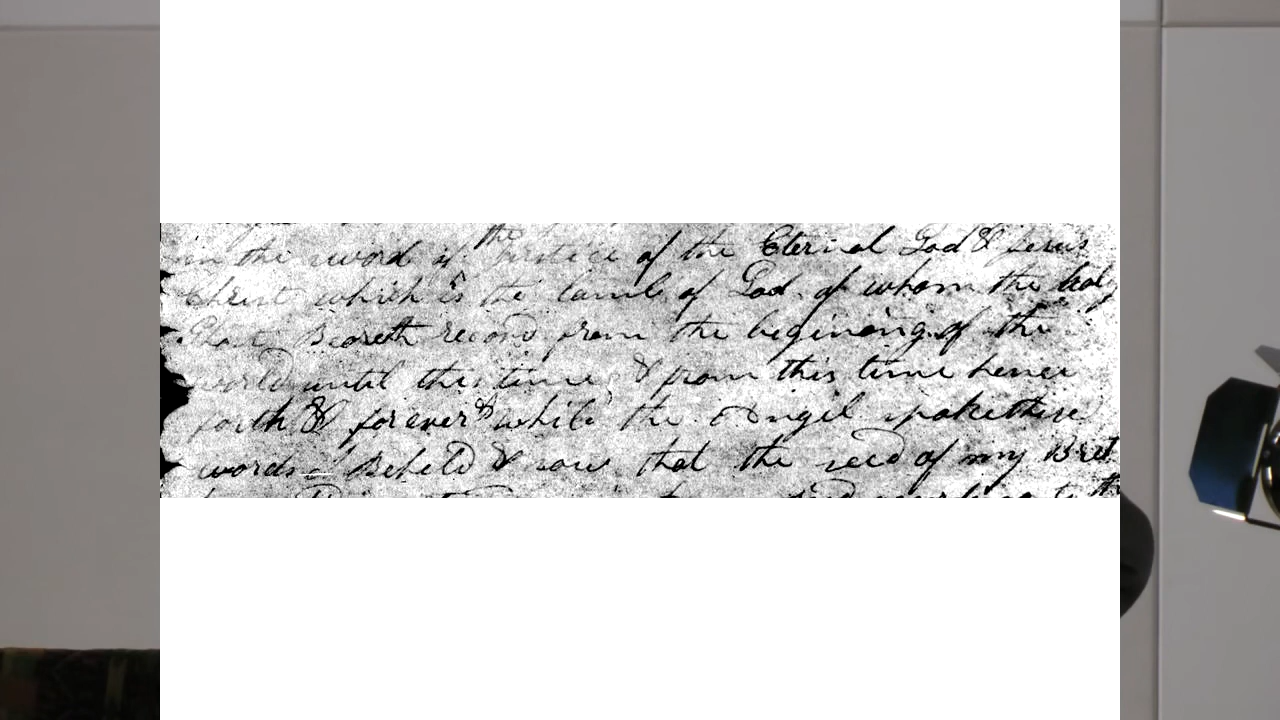 in the word of the justice of the Eternal God & Jesus
Christ which is the lamb of God of whom the holy
Ghost Beareth record from the begining of the
world until this time & from this time hence
forth & forever & while the Angel spake these
words Beheld & saw that the seed of my Bret